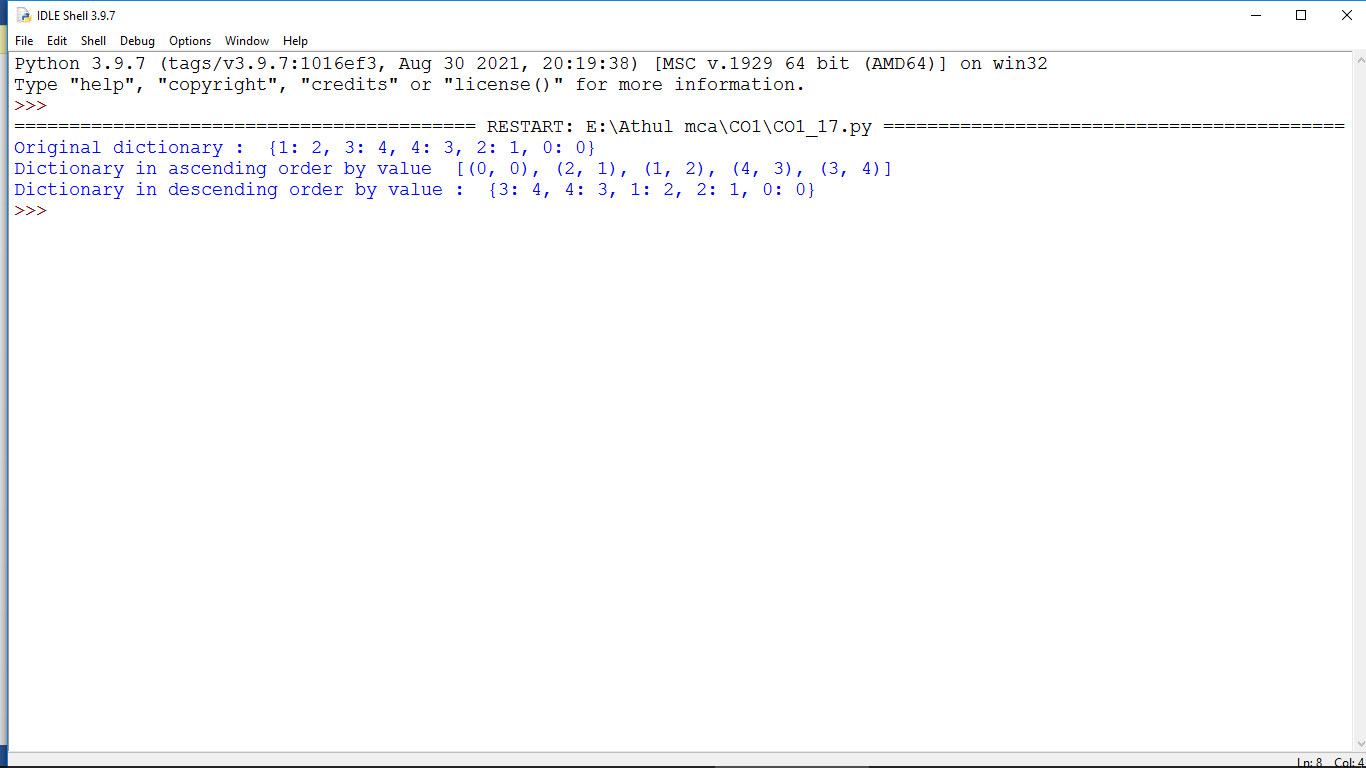 IDLE Shell 3.9.7
File Edit Shell Debug Options Window Help
Python 3.9.7 (tags/v3.9.7:1016ef3, Aug 30 2021, 20:19:38) [MSC v.1929 64 bit (AMD64)] on win32
Type "help", "copyright", "credits" or "license()" for more information.
>>>
========================================== RESTART: E:\Athul mca\CO1\CO1_17.py ==========================================
Original dictionary :  {1: 2, 3: 4, 4: 3, 2: 1, 0: 0}
Dictionary in ascending order by value  [(0, 0), (2, 1), (1, 2), (4, 3), (3, 4)]
Dictionary in descending order by value :  {3: 4, 4: 3, 1: 2, 2: 1, 0: 0}
>>>
Ln: 8 Col: 4